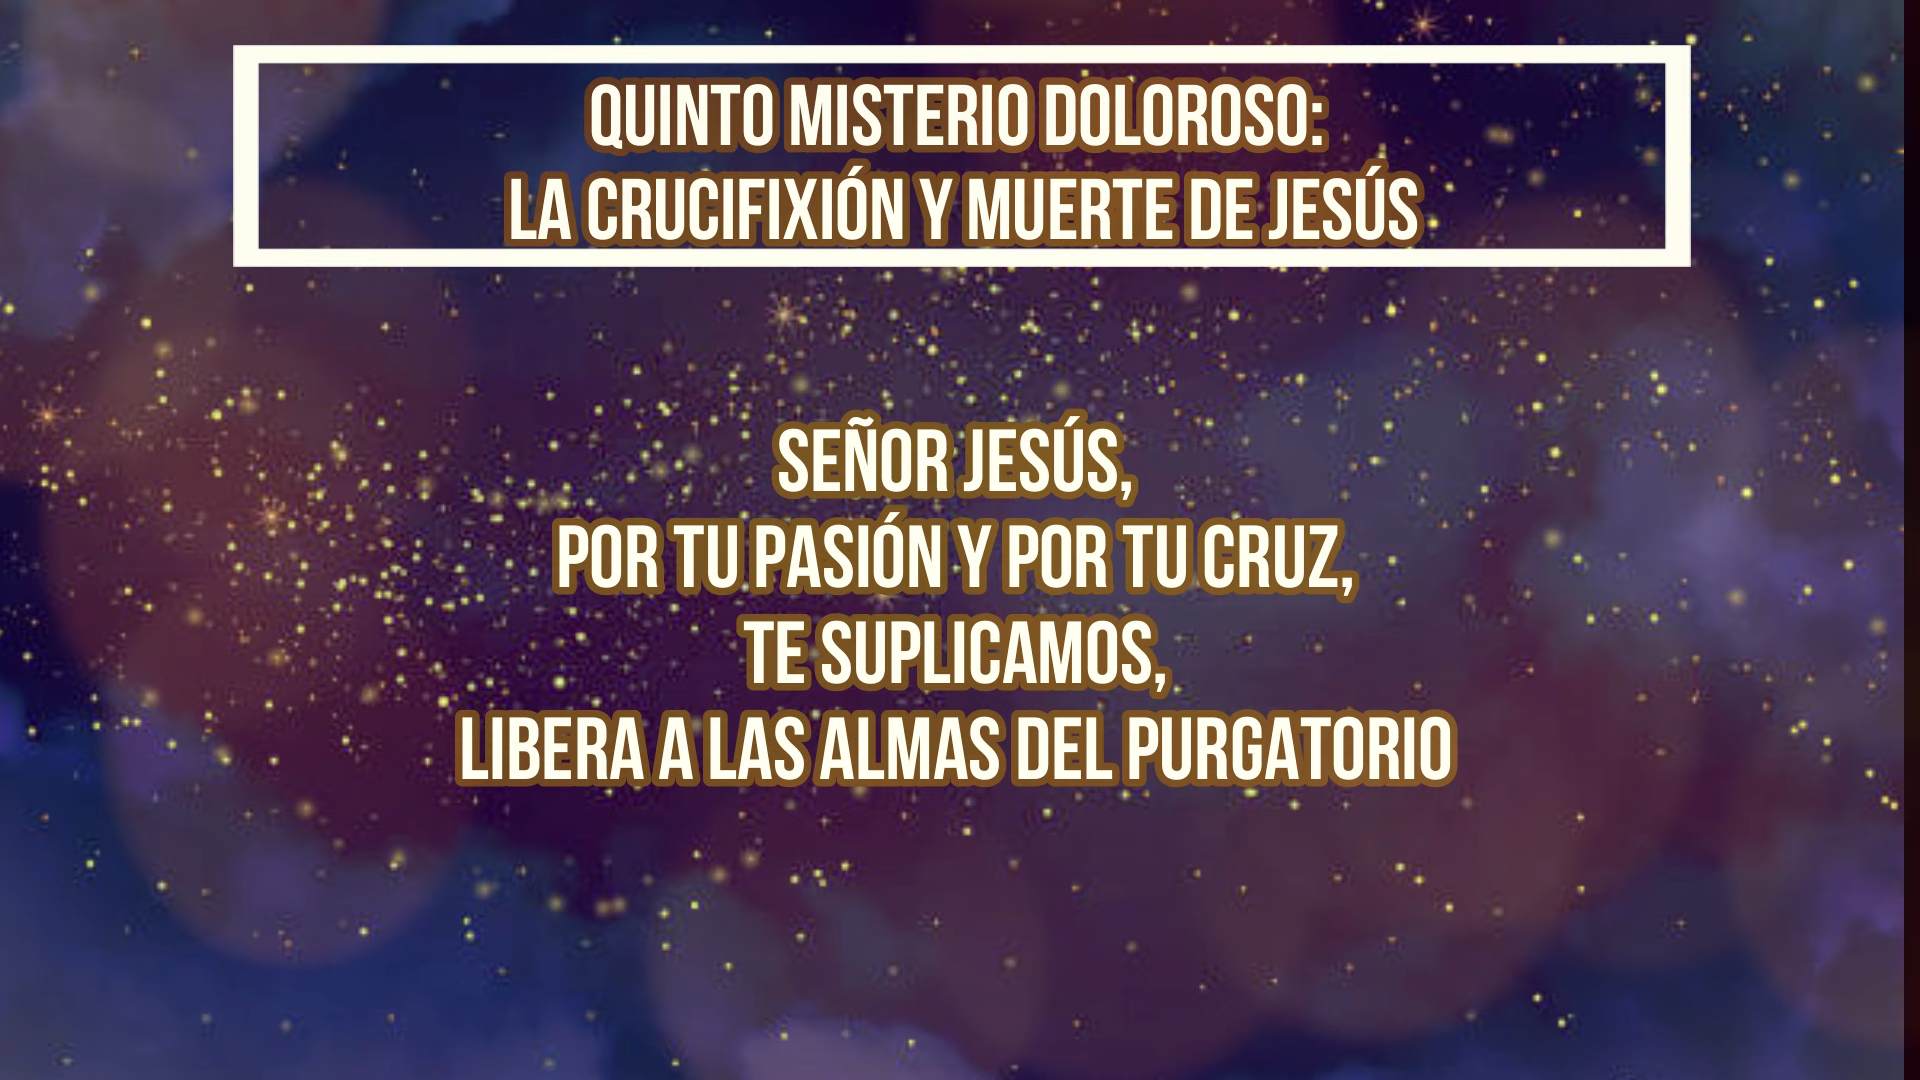 QUINTO MISTERIO DOLOROSO:
LA CRUCIFIXIÓN Y MUERTE DE JESÚS
SEÑOR JESÚS,
POR TU PASIÓN Y POR TU CRUZ,
TE SUPLICAMOS,
LIBERA A LAS ALMAS DEL PURGATORIO